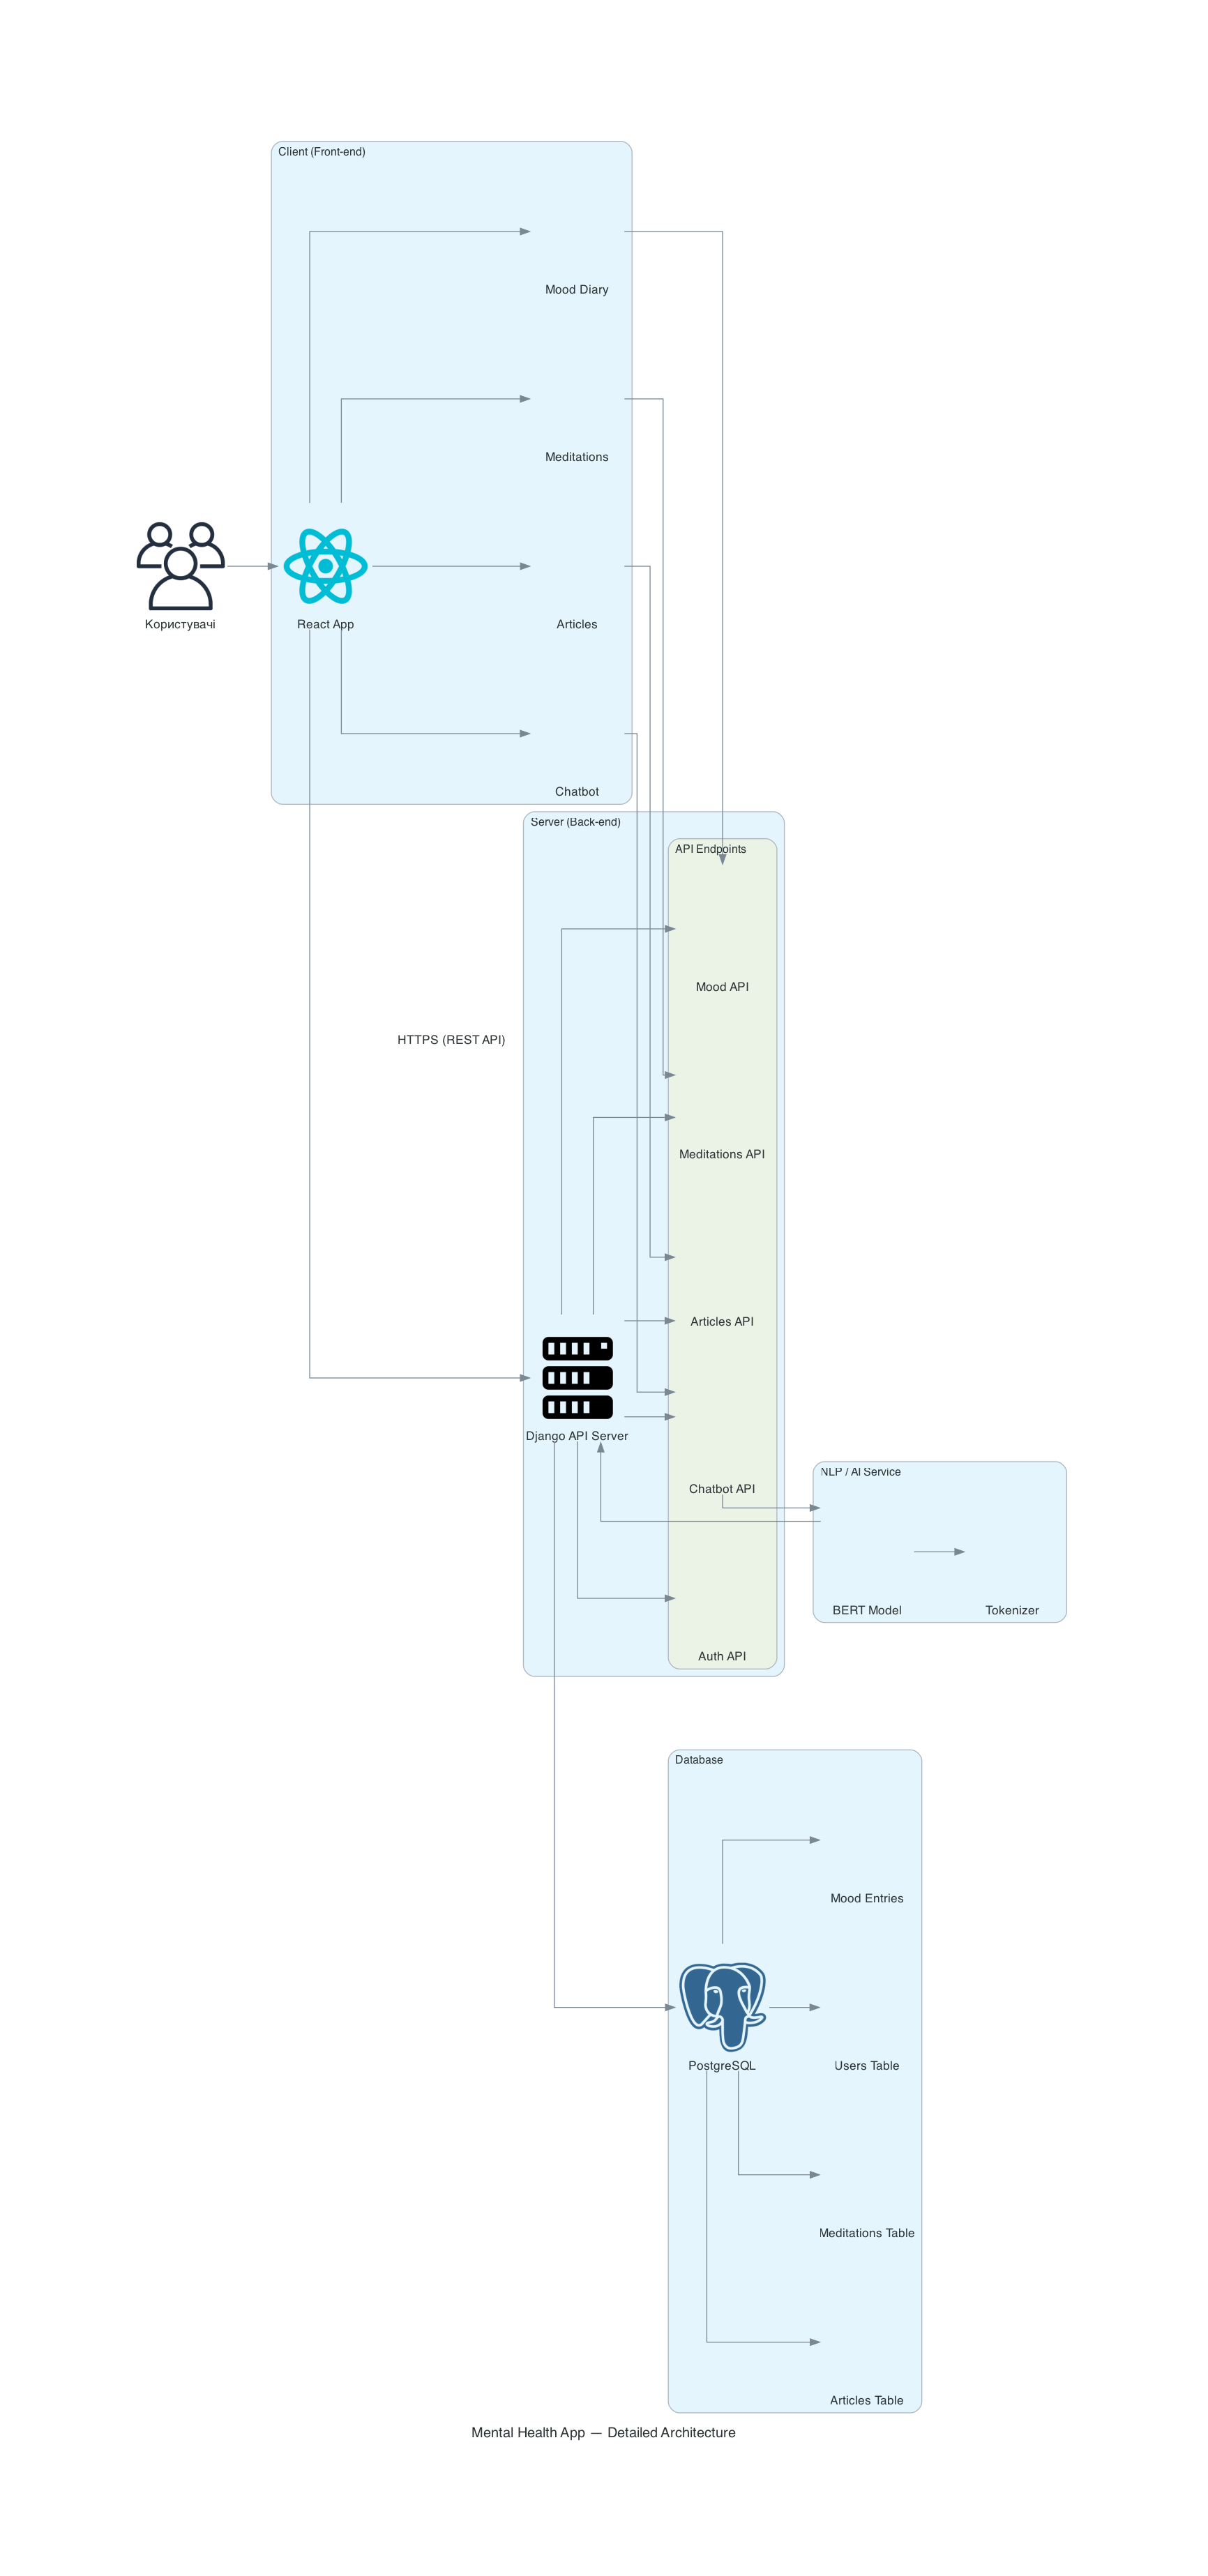 Client (Front-end)
Mood Diary
Meditations
Користувачі
React App
Articles
Chatbot
Server (Back-end)
API Endpoints
Mood API
HTTPS (REST API)
Meditations API
Articles API
Django API Server
Chatbot API
NLP / AI Service
BERT Model
Tokenizer
Auth API
Database
Mood Entries
PostgreSQL
Users Table
Meditations Table
Articles Table
Mental Health App — Detailed Architecture